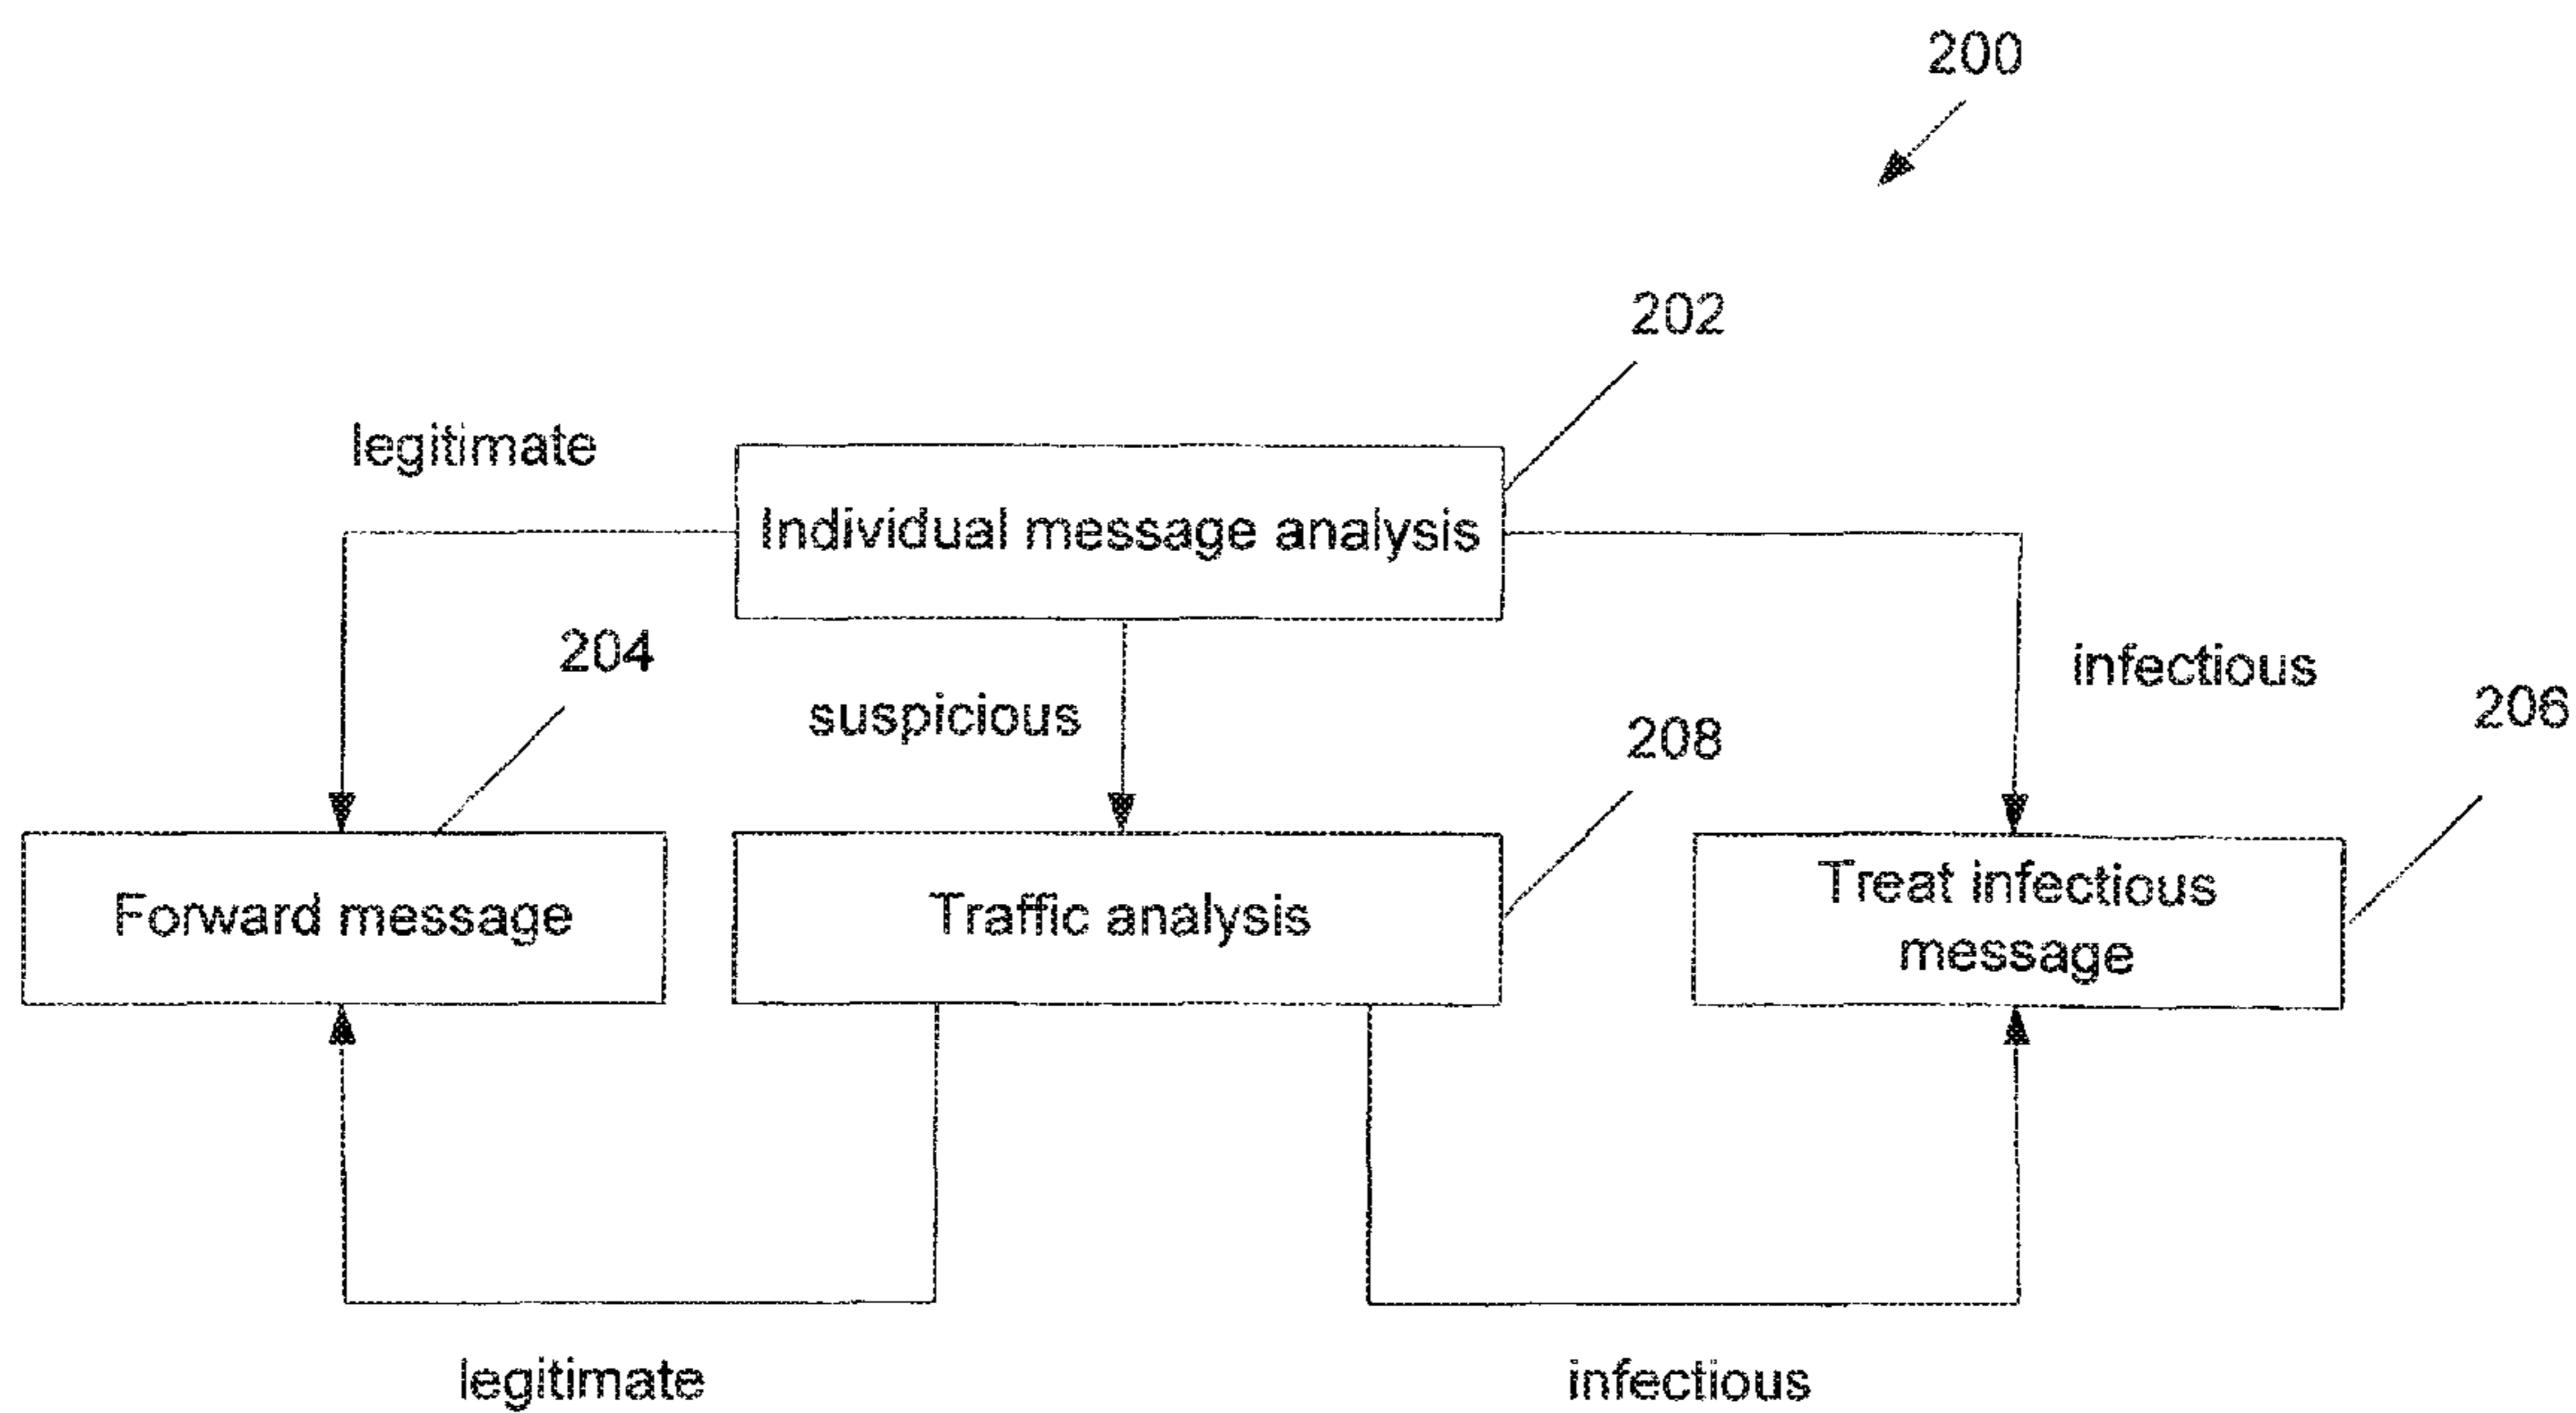 200
202
legitimate
Individual message analysis
204
suspicious
infectious
208
206
Forward message
Traffic analysis
Treat infectious
message
legitimate
infectious